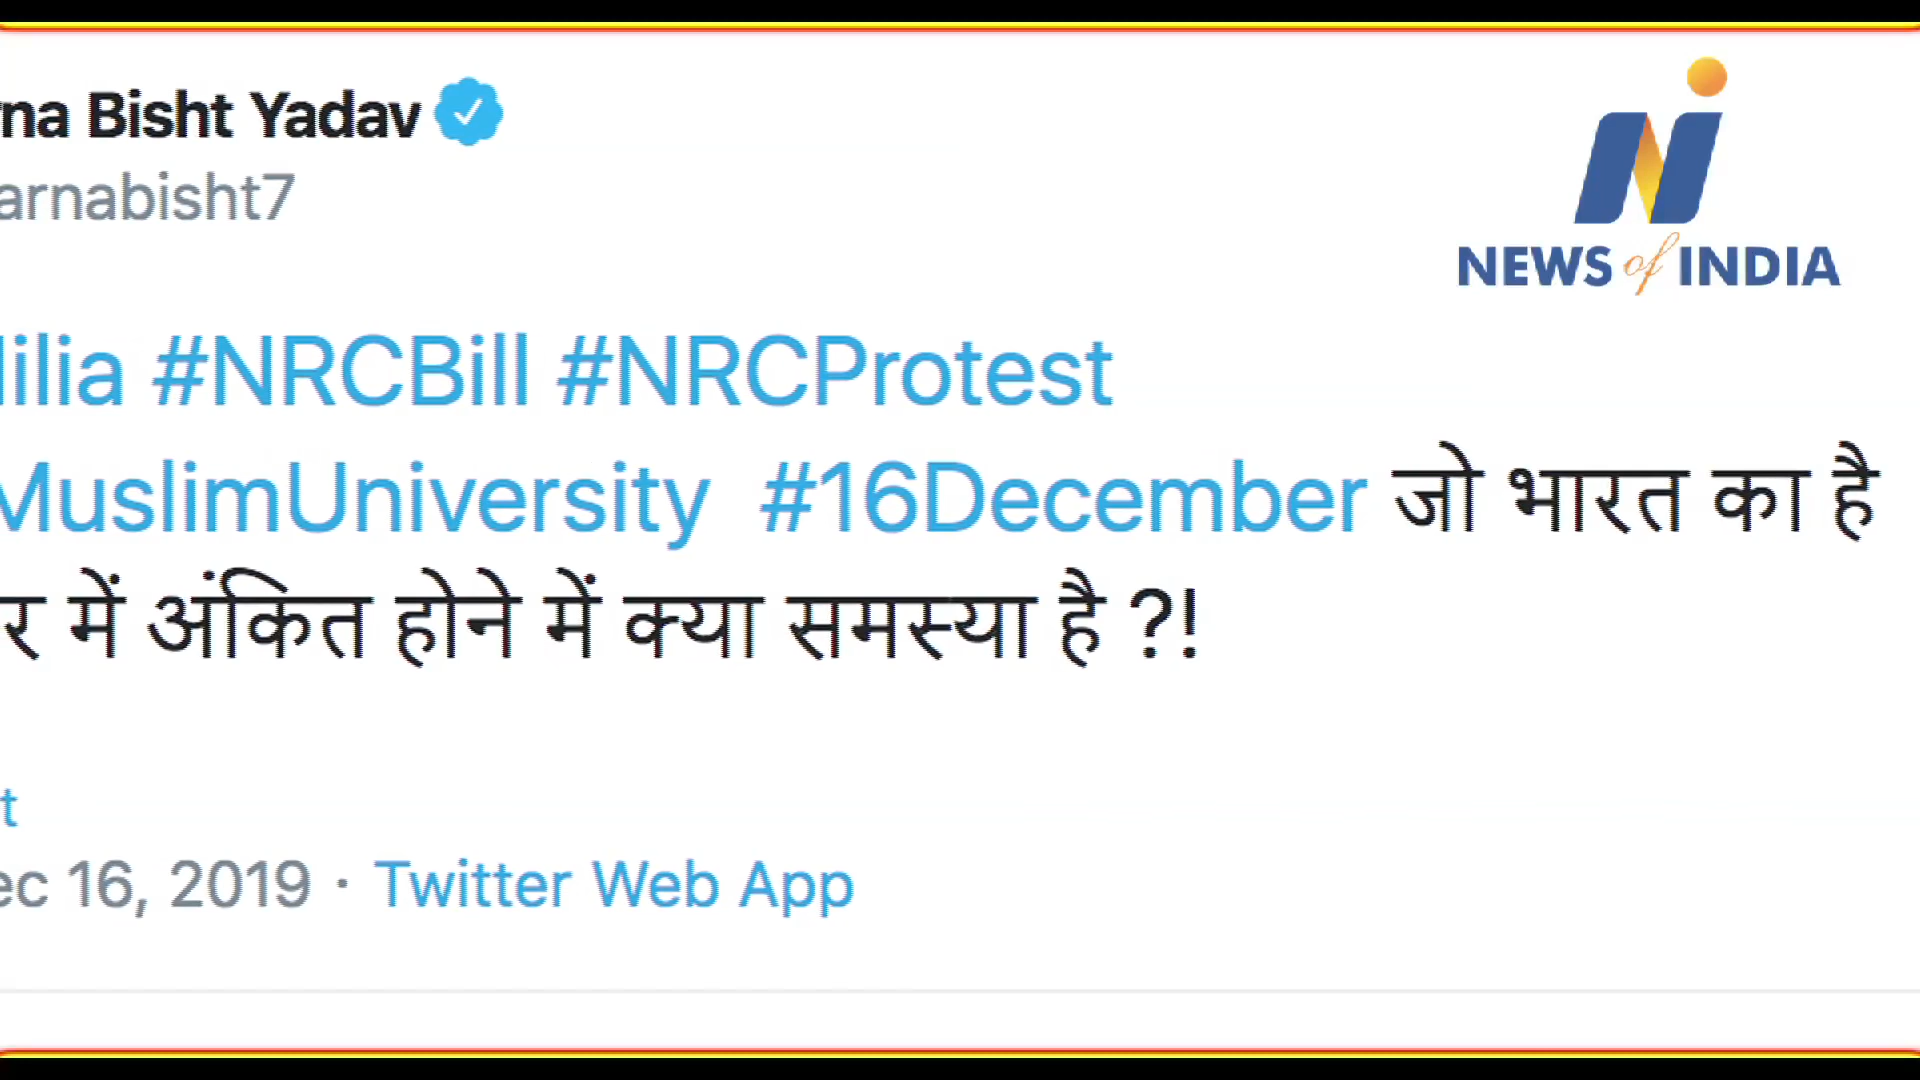 rna Bisht Yadav
arnabisht7
NEWS of INDIA
ilia #NRCBill #NRCProtest
MuslimUniversity #16December जो भारत का है
र में अंकित होने में क्या समस्या है ?!
t
ec 16, 2019 · Twitter Web App